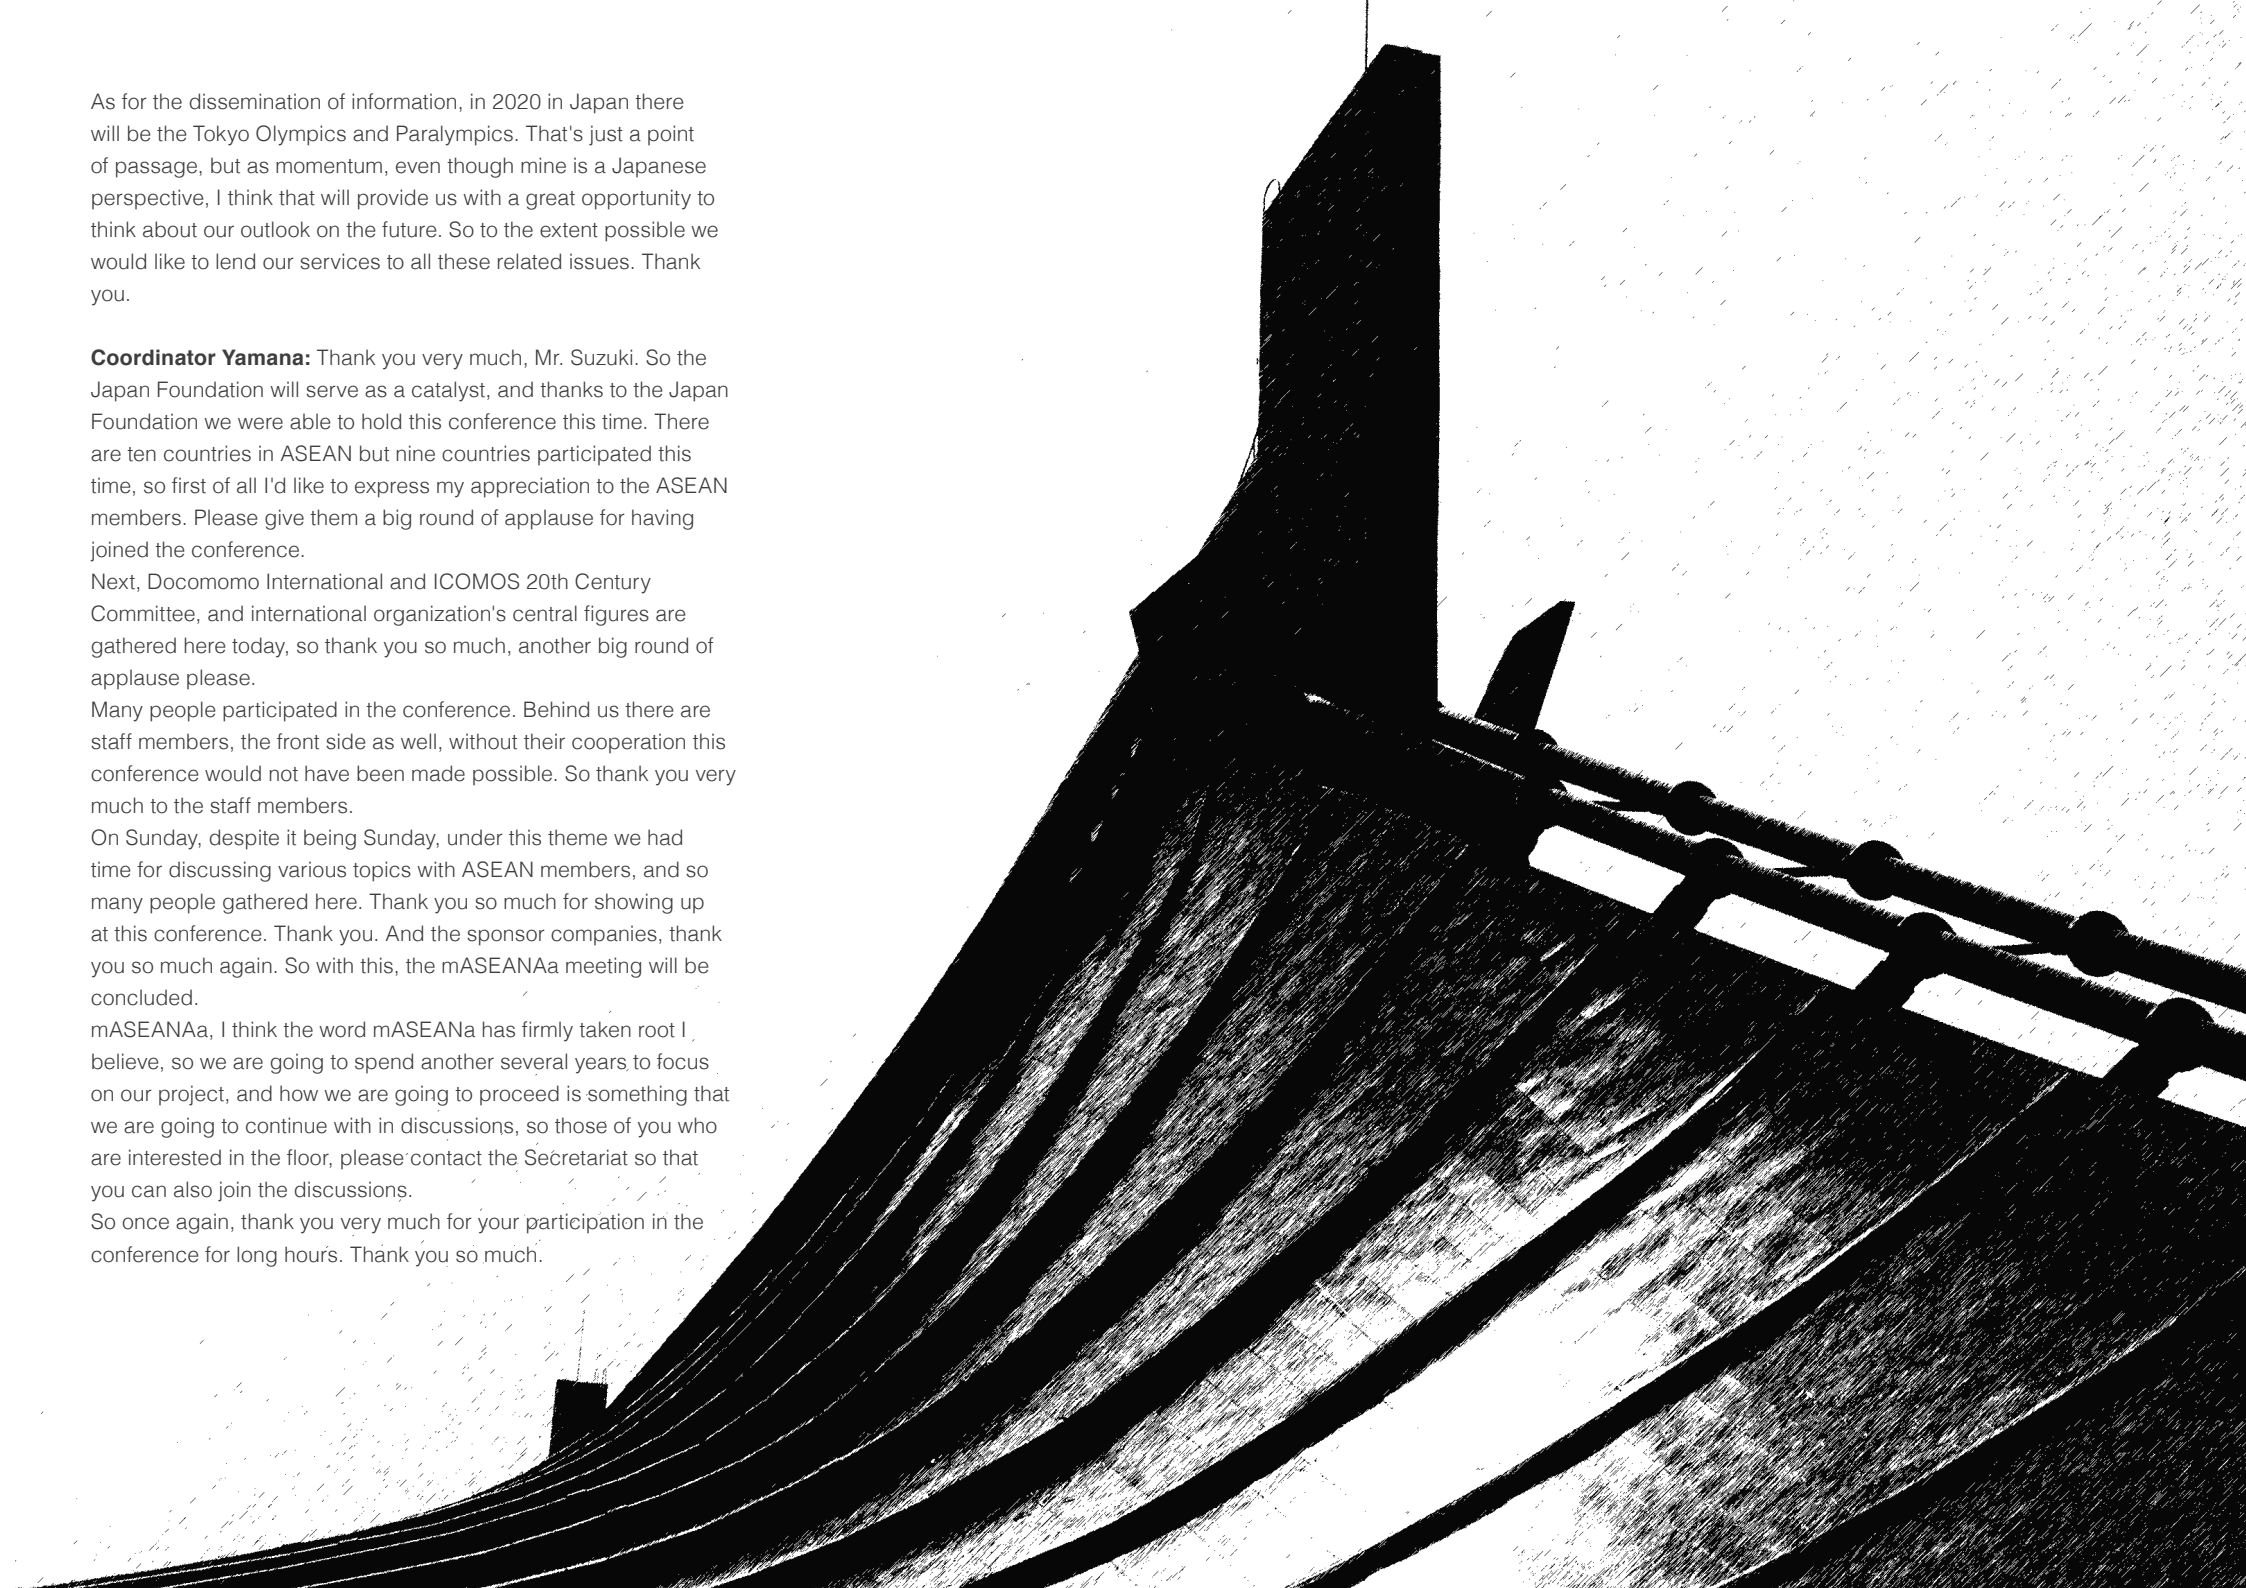 As for the dissemination of information, in 2020 in Japan there
will be the Tokyo Olympics and Paralympics. That's just a point
of passage, but as momentum, even though mine is a Japanese
perspective, I think that will provide us with a great opportunity to
think about our outlook on the future. So to the extent possible we
would like to lend our services to all these related issues. Thank
you.
Coordinator Yamana: Thank you very much, Mr. Suzuki. So the
Japan Foundation will serve as a catalyst, and thanks to the Japan
Foundation we were able to hold this conference this time. There
are ten countries in ASEAN but nine countries participated this
time, so first of all I'd like to express my appreciation to the ASEAN
members. Please give them a big round of applause for having
joined the conference.
Next, Docomomo International and ICOMOS 20th Century
Committee, and international organization's central figures are
gathered here today, so thank you so much, another big round of
applause please.
Many people participated in the conference. Behind us there are
staff members, the front side as well, without their cooperation this
conference would not have been made possible. So thank you very
much to the staff members.
On Sunday, despite it being Sunday, under this theme we had
time for discussing various topics with ASEAN members, and so
many people gathered here. Thank you so much for showing up
at this conference. Thank you. And the sponsor companies, thank
you so much again. So with this, the mASEANAa meeting will be
concluded.
mASEANAa, I think the word mASEANa has firmly taken root I
believe, so we are going to spend another several years to focus
on our project, and how we are going to proceed is something that
we are going to continue with in discussions, so those of you who
are interested in the floor, please contact the Secretariat so that
you can also join the discussions.
So once again, thank you very much for your participation in the
conference for long hours. Thank you so much.